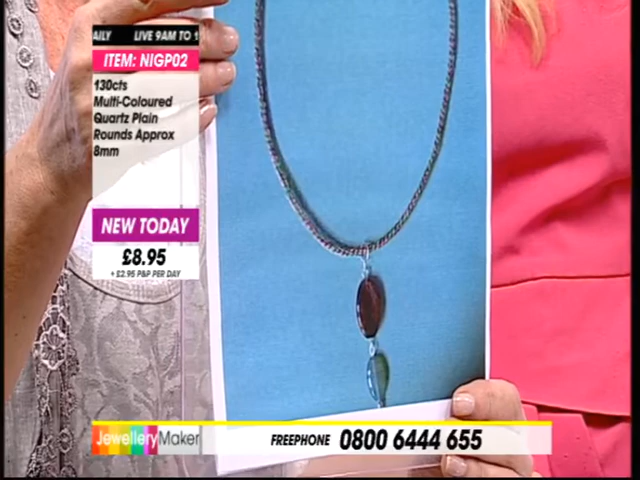 AILY LIVE 9AM TO 1
ITEM: NIGP02
130cts
Multi-Coloured
Quartz Plain
Rounds Approx
8mm
NEW TODAY
£8.95
+ £2.95 P&P PER DAY
JewelleryMaker FREEPHONE 0800 6444 655